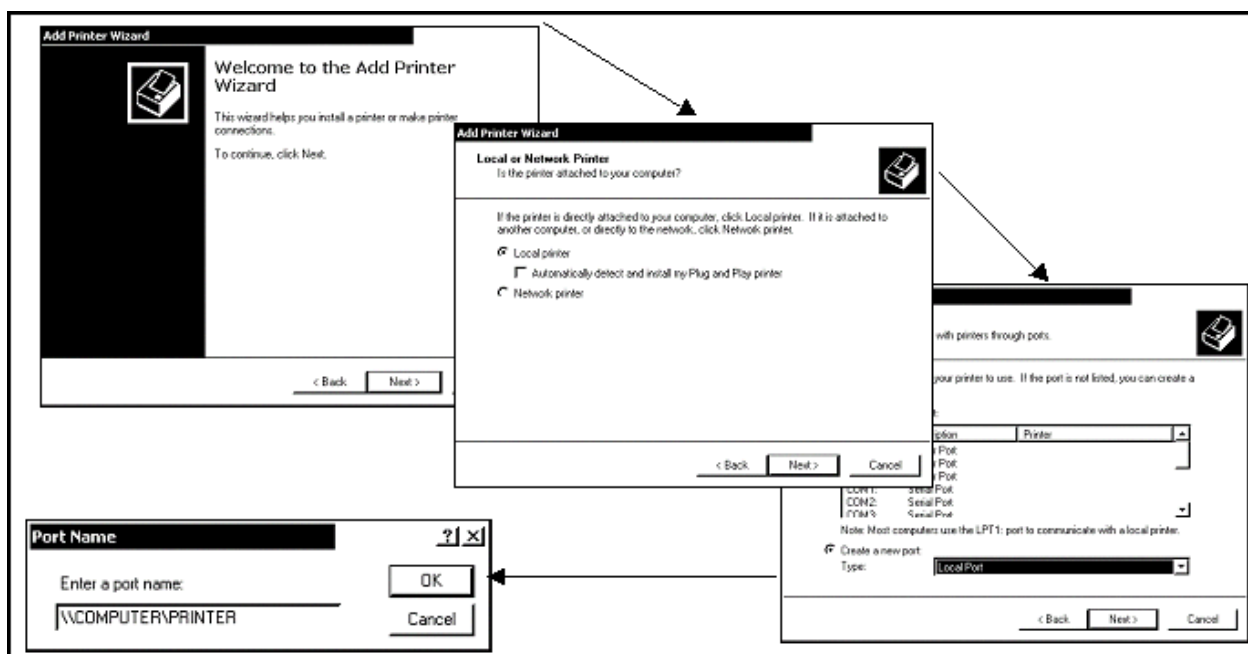 Add Printer Wizard
Welcome to the Add Printer
Wizard
This wizard helps you install a printer or make printer
connections.
To continue, click Next.
< Back
Next >
Add Printer Wizard
Local or Network Printer
Is the printer attached to your computer?
If the printer is directly attached to your computer, click Local printer. If it is attached to
another computer, or directly to the network, click Network printer.
Local printer
Automatically detect and install my Plug and Play printer
Network printer
< Back
Next >
Cancel
with printers through ports.
your printer to use. If the port is not listed, you can create a
Printer
Port
Port
Port
COM1: Serial Port
COM2: Serial Port
COM3: Serial Port
Note: Most computers use the LPT1: port to communicate with a local printer.
Create a new port:
Type: Local Port
< Back
Next >
Cancel
Port Name
Enter a port name:
\\COMPUTER\PRINTER
OK
Cancel